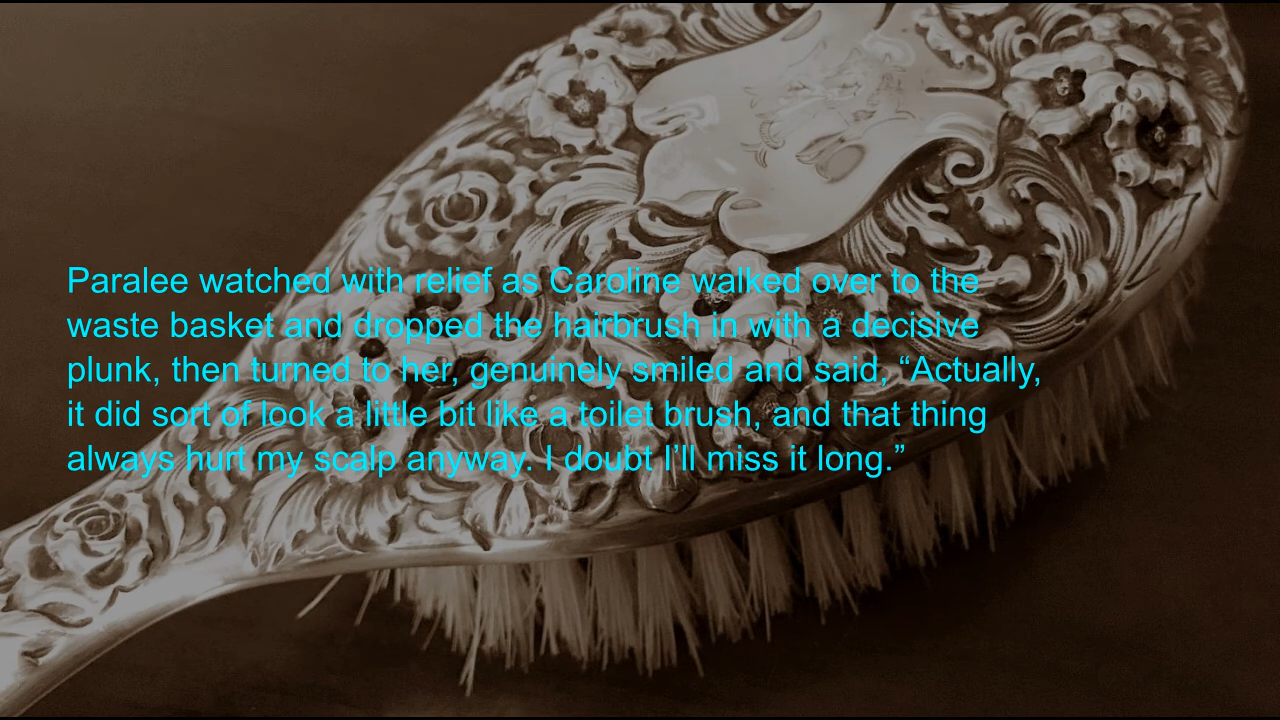 Paralee watched with relief as Caroline walked over to the
waste basket and dropped the hairbrush in with a decisive
plunk, then turned to her, genuinely smiled and said, “Actually,
it did sort of look a little bit like a toilet brush, and that thing
always hurt my scalp anyway. I doubt I’ll miss it long.”